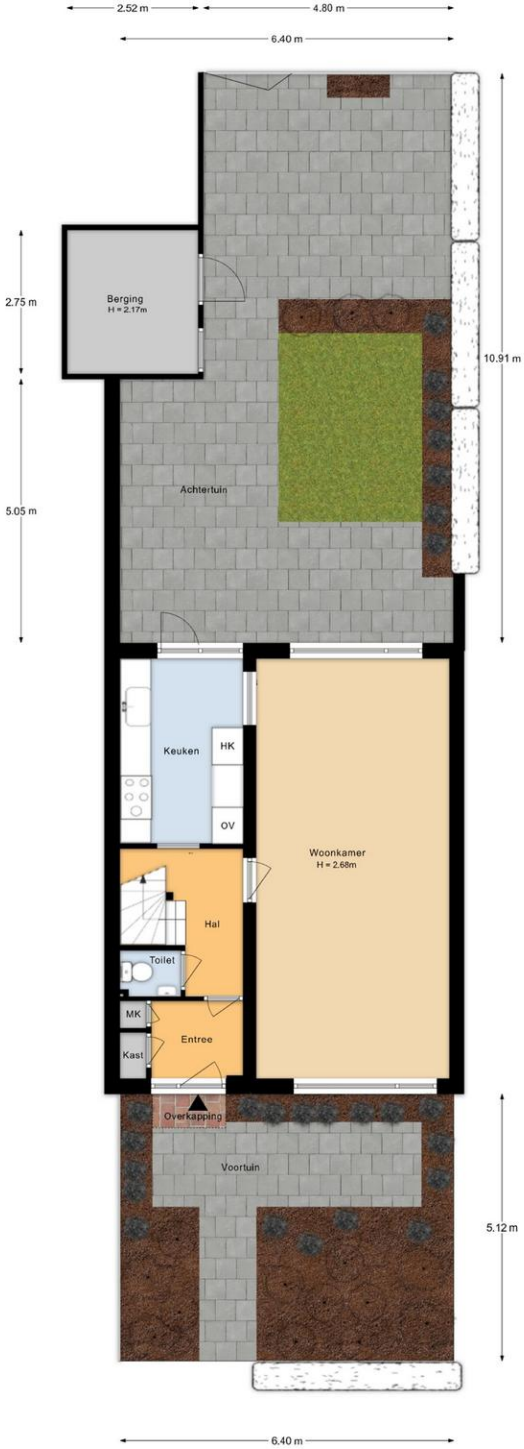 2.52 m
4.80 m
6.40 m
Berging
H = 2.17m
2.75 m
10.91 m
Achtertuin
5.05 m
Keuken
HK
OV
Woonkamer
H = 2.68m
Hal
Toilet
MK
Entree
Kast
Overkapping
Voortuin
5.12 m
6.40 m